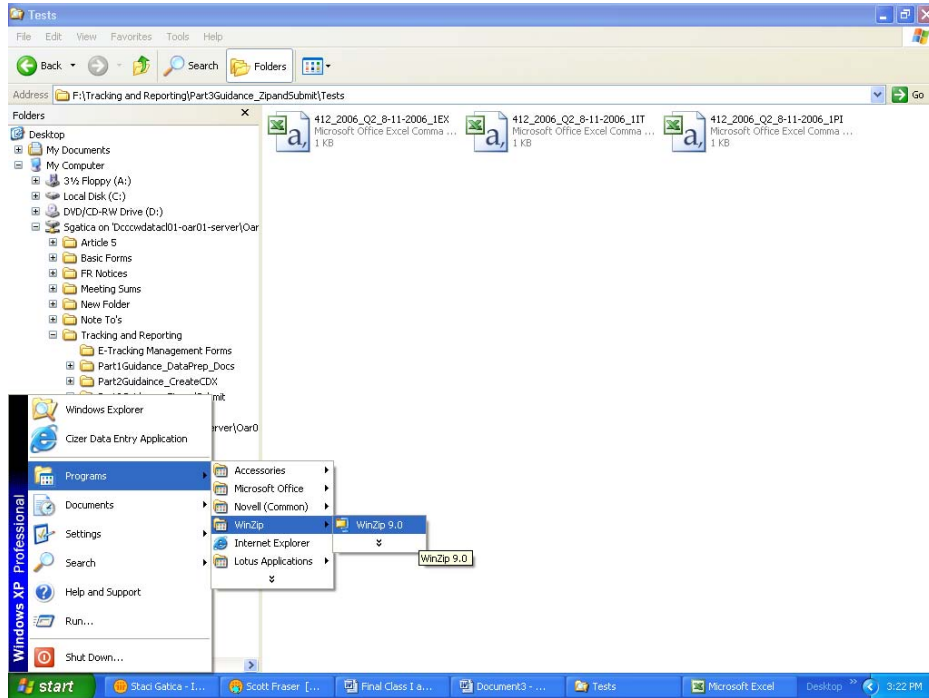 Tests
File Edit View Favorites Tools Help
Back Search Folders
Address F:\Tracking and Reporting\Part3Guidance_ZipandSubmit\Tests Go
Folders
Desktop
My Documents
My Computer
3½ Floppy (A:)
Local Disk (C:)
DVD/CD-RW Drive (D:)
Sgatica on 'Dcccwdatacl01-oar01-server\Oar
Article 5
Basic Forms
FR Notices
Meeting Sums
New Folder
Note To's
Tracking and Reporting
E-Tracking Management Forms
Part1Guidance_DataPrep_Docs
Part2Guidaince_CreateCDX
mit
erver\Oar0
412_2006_Q2_8-11-2006_1EX
Microsoft Office Excel Comma ...
1 KB
412_2006_Q2_8-11-2006_1IT
Microsoft Office Excel Comma ...
1 KB
412_2006_Q2_8-11-2006_1PI
Microsoft Office Excel Comma ...
1 KB
Windows XP Professional
Windows Explorer
Cizer Data Entry Application
Programs
Documents
Settings
Search
Help and Support
Run...
Shut Down...
Accessories
Microsoft Office
Novell (Common)
WinZip
Internet Explorer
Lotus Applications
WinZip 9.0
WinZip 9.0
start Staci Gatica - I... Scott Fraser [... Final Class I a... Document3 - ... Tests Microsoft Excel Desktop » 3:22 PM